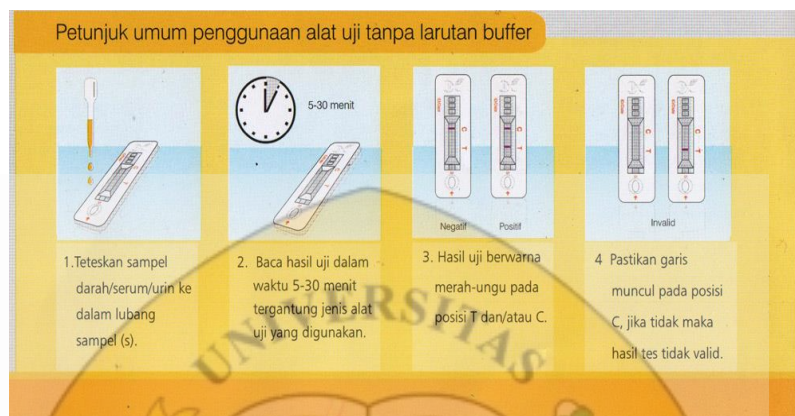 Petunjuk umum penggunaan alat uji tanpa larutan buffer
5-30 menit
C
T
C
T
C
T
C
T
C
T
Negatif
Positif
Invalid
1.Teteskan sampel
darah/serum/urin ke
dalam lubang
sampel (s).
2. Baca hasil uji dalam
waktu 5-30 menit
tergantung jenis alat
uji yang digunakan.
3. Hasil uji berwarna
merah-ungu pada
posisi T dan/atau C.
4 Pastikan garis
muncul pada posisi
C, jika tidak maka
hasil tes tidak valid.
UNIVERSITAS